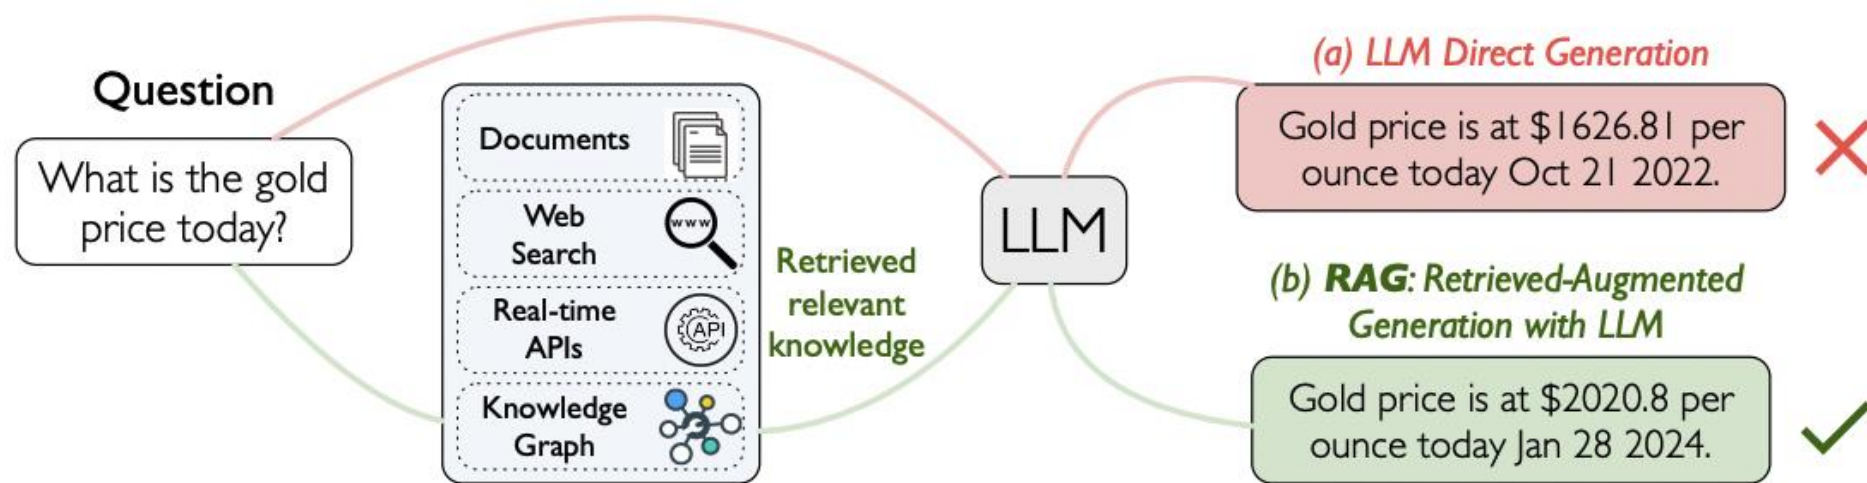 Question
What is the gold
price today?
Documents
Web
Search
www
Real-time
APIs
API
Knowledge
Graph
Retrieved
relevant
knowledge
LLM
(a) LLM Direct Generation
Gold price is at $1626.81 per
ounce today Oct 21 2022.
(b) RAG: Retrieved-Augmented
Generation with LLM
Gold price is at $2020.8 per
ounce today Jan 28 2024.